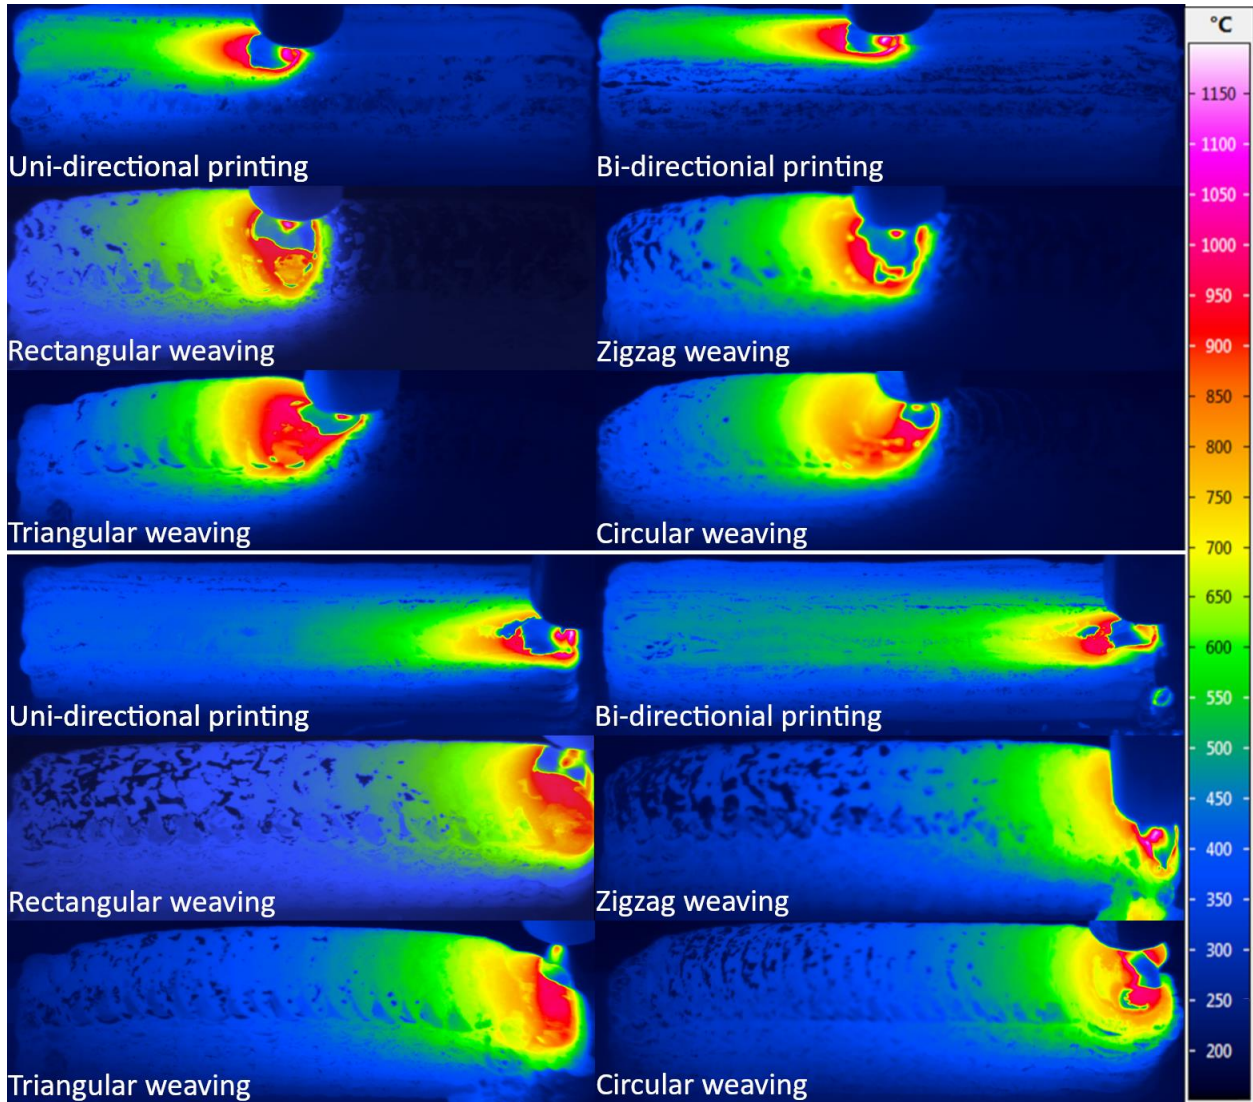 °C
Uni-directional printing
Bi-directionial printing
Rectangular weaving
Zigzag weaving
Triangular weaving
Circular weaving
Uni-directional printing
Bi-directionial printing
Rectangular weaving
Zigzag weaving
Triangular weaving
Circular weaving
1150
1100
1050
1000
950
900
850
800
750
700
650
600
550
500
450
400
350
300
250
200